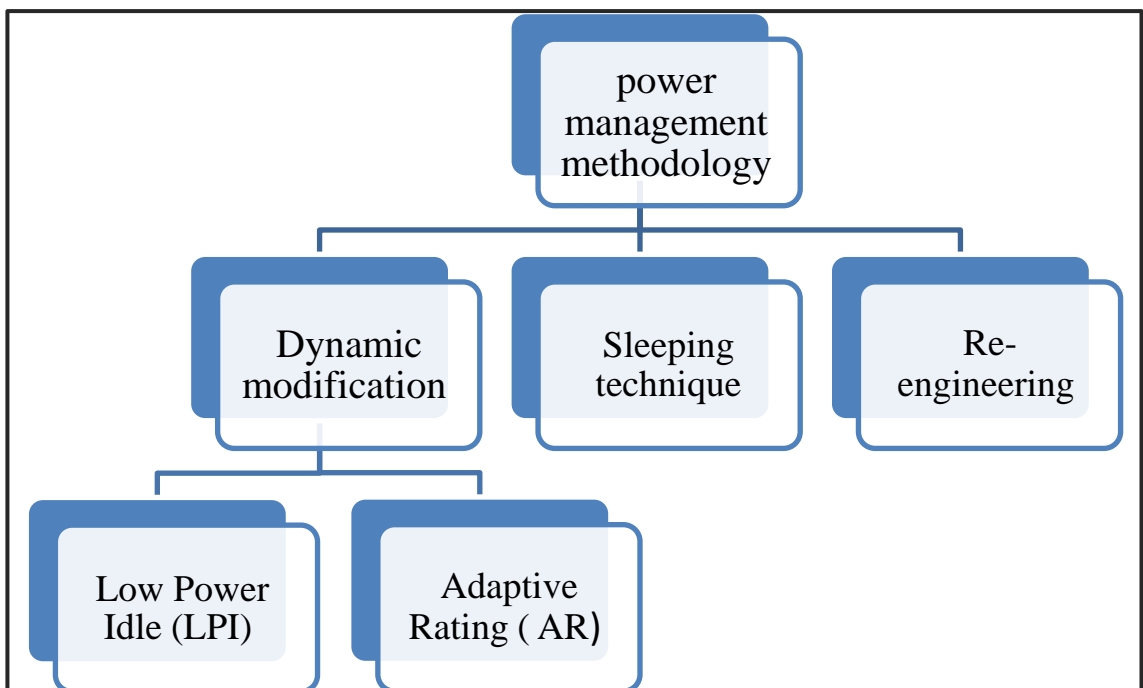 power
management
methodology
Dynamic
modification
Sleeping
technique
Re-
engineering
Low Power
Idle (LPI)
Adaptive
Rating ( AR)